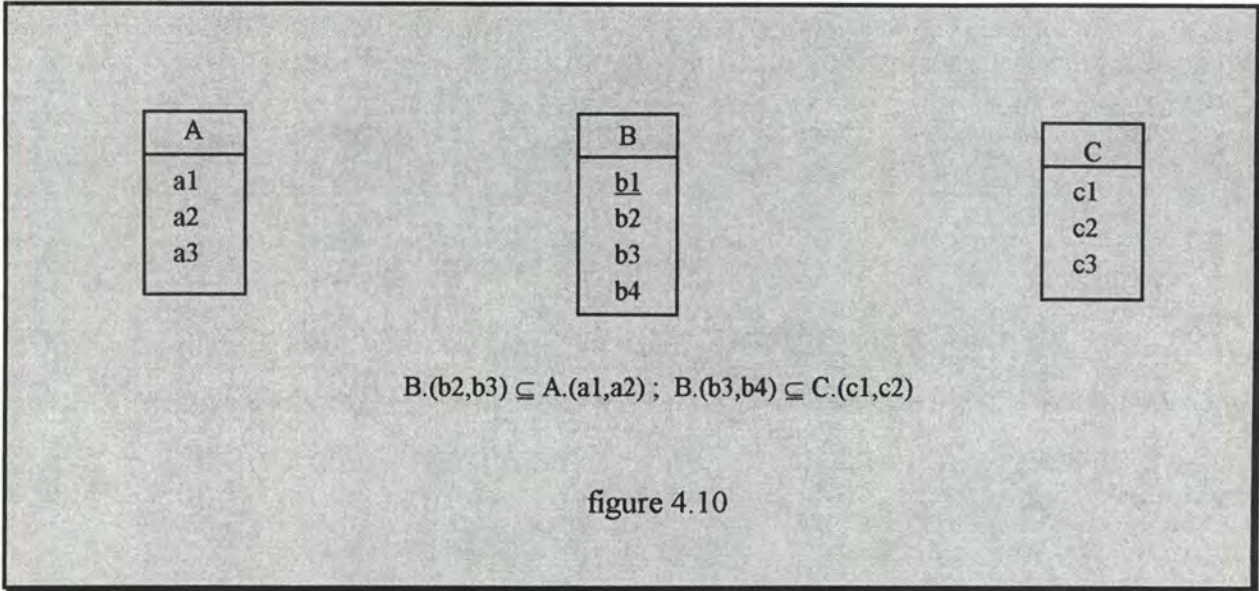 A
a1
a2
a3
B
b1
b2
b3
b4
C
c1
c2
c3
B.(b2,b3) ⊆ A.(a1,a2) ; B.(b3,b4) ⊆ C.(c1,c2)
figure 4.10